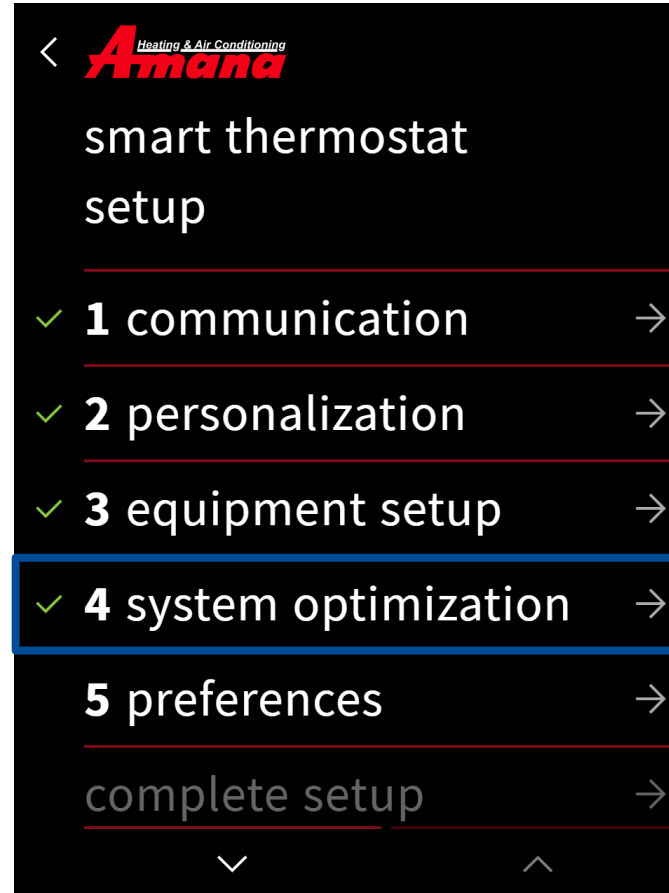 Heating & Air Conditioning
Amana
smart thermostat
setup
1 communication
2 personalization
3 equipment setup
4 system optimization
5 preferences
complete setup